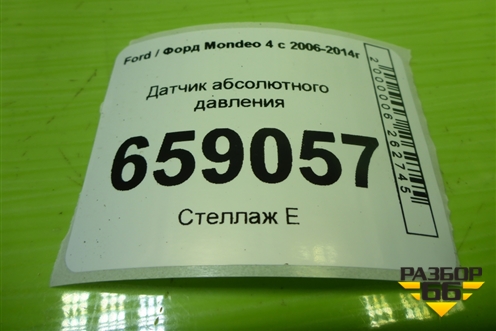 Ford / Форд Mondeo 4 с 2006-2014г
Датчик абсолютного
давления
659057
Стеллаж Е
2000006262745
РАЗБОР
66